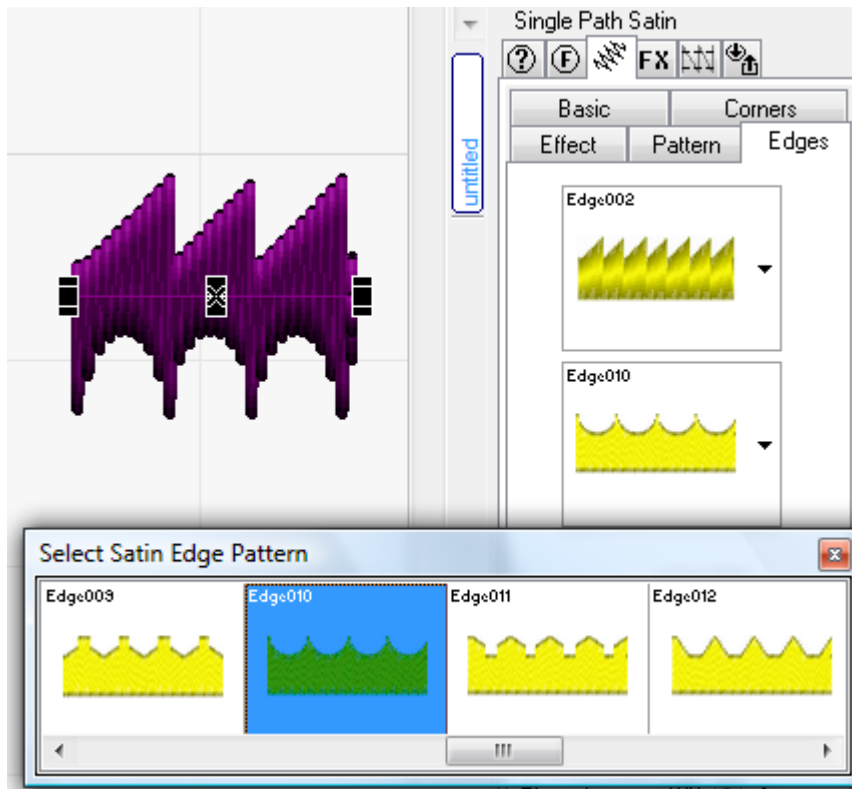 Single Path Satin
? F FX
Basic Corners
Effect Pattern Edges
untitled
Edge002
Edge010
Select Satin Edge Pattern
Edge009 Edge010 Edge011 Edge012